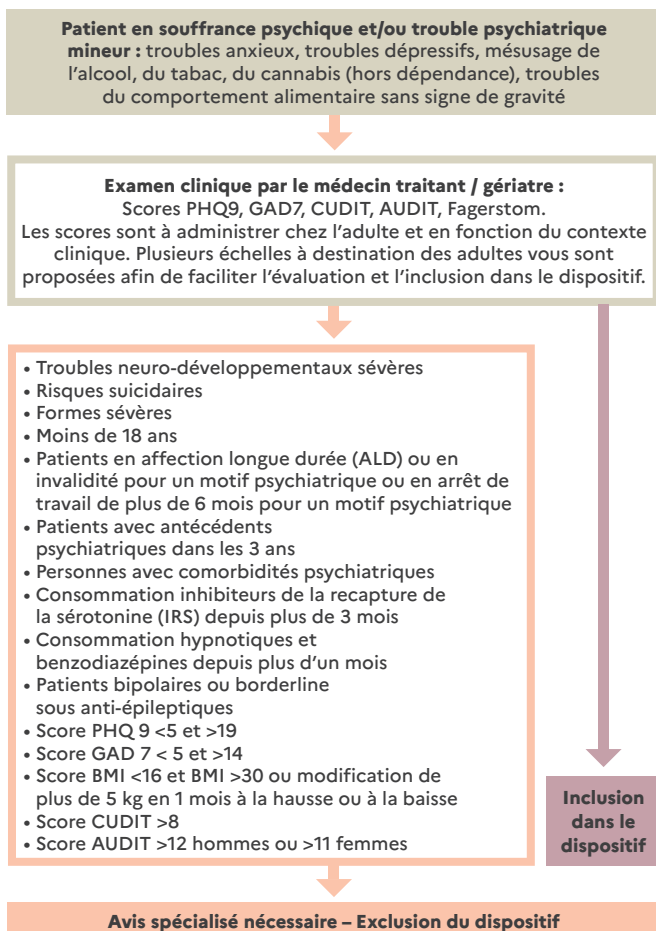 Patient en souffrance psychique et/ou trouble psychiatrique
mineur : troubles anxieux, troubles dépressifs, mésusage de
l'alcool, du tabac, du cannabis (hors dépendance), troubles
du comportement alimentaire sans signe de gravité
Examen clinique par le médecin traitant / gériatre :
Scores PHQ9, GAD7, CUDIT, AUDIT, Fagerstom.
Les scores sont à administrer chez l'adulte et en fonction du contexte
clinique. Plusieurs échelles à destination des adultes vous sont
proposées afin de faciliter l'évaluation et l'inclusion dans le dispositif.
• Troubles neuro-développementaux sévères
• Risques suicidaires
• Formes sévères
• Moins de 18 ans
• Patients en affection longue durée (ALD) ou en
invalidité pour un motif psychiatrique ou en arrêt de
travail de plus de 6 mois pour un motif psychiatrique
• Patients avec antécédents
psychiatriques dans les 3 ans
• Personnes avec comorbidités psychiatriques
• Consommation inhibiteurs de la recapture de
la sérotonine (IRS) depuis plus de 3 mois
• Consommation hypnotiques et
benzodiazépines depuis plus d'un mois
• Patients bipolaires ou borderline
sous anti-épileptiques
• Score PHQ 9 <5 et >19
• Score GAD 7 < 5 et >14
• Score BMI <16 et BMI >30 ou modification de
plus de 5 kg en 1 mois à la hausse ou à la baisse
• Score CUDIT >8
• Score AUDIT >12 hommes ou >11 femmes
Inclusion
dans le
dispositif
Avis spécialisé nécessaire – Exclusion du dispositif